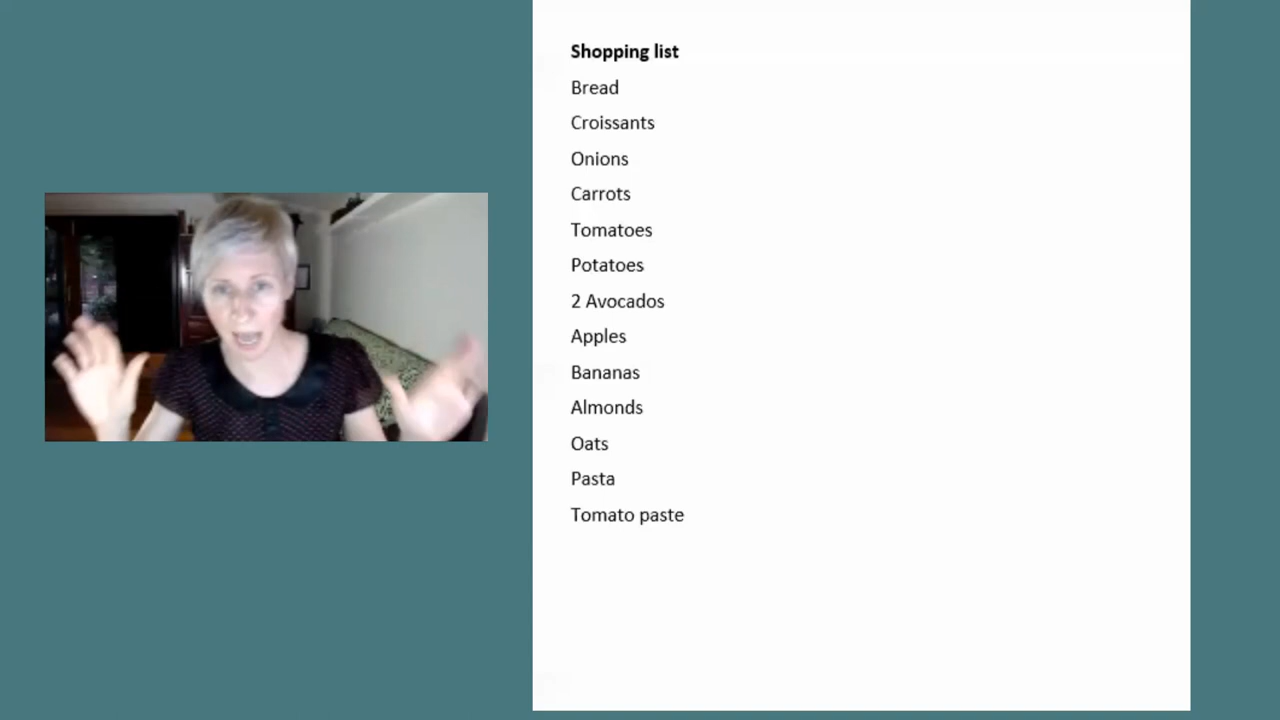 Shopping list
Bread
Croissants
Onions
Carrots
Tomatoes
Potatoes
2 Avocados
Apples
Bananas
Almonds
Oats
Pasta
Tomato paste